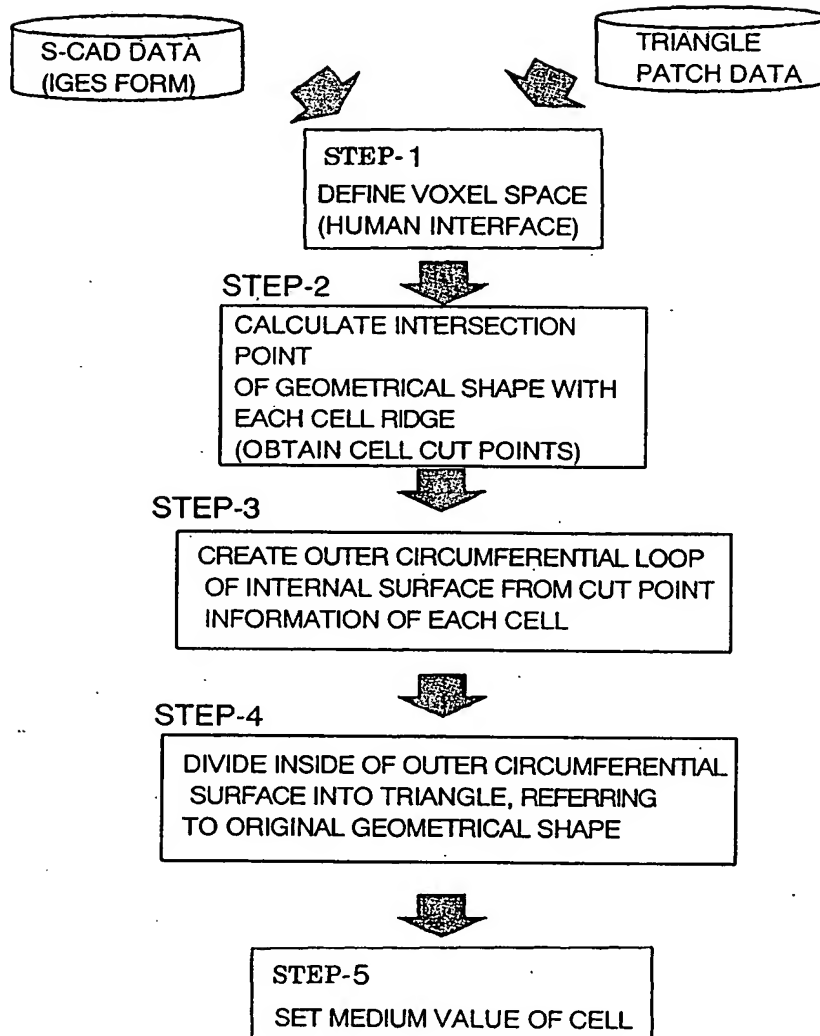 S-CAD DATA
(IGES FORM)
TRIANGLE
PATCH DATA
STEP-1
DEFINE VOXEL SPACE
(HUMAN INTERFACE)
STEP-2
CALCULATE INTERSECTION
POINT
OF GEOMETRICAL SHAPE WITH
EACH CELL RIDGE
(OBTAIN CELL CUT POINTS)
STEP-3
CREATE OUTER CIRCUMFERENTIAL LOOP
OF INTERNAL SURFACE FROM CUT POINT
INFORMATION OF EACH CELL
STEP-4
DIVIDE INSIDE OF OUTER CIRCUMFERENTIAL
SURFACE INTO TRIANGLE, REFERRING
TO ORIGINAL GEOMETRICAL SHAPE
STEP-5
SET MEDIUM VALUE OF CELL